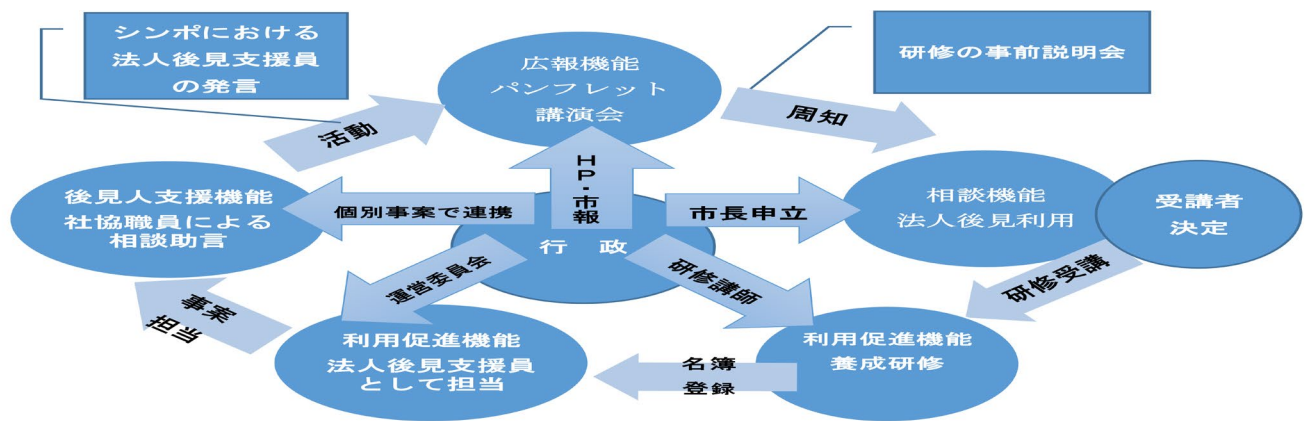 シンポにおける
法人後見支援員
の発言
広報機能
パンフレット
講演会
研修の事前説明会
活動
周知
HP・市報
後見人支援機能
社協職員による
相談助言
個別事案で連携
市長申立
相談機能
法人後見利用
受講者
決定
行 政
運営委員会
研修講師
研修受講
事案
担当
利用促進機能
法人後見支援員
として担当
名簿
登録
利用促進機能
養成研修